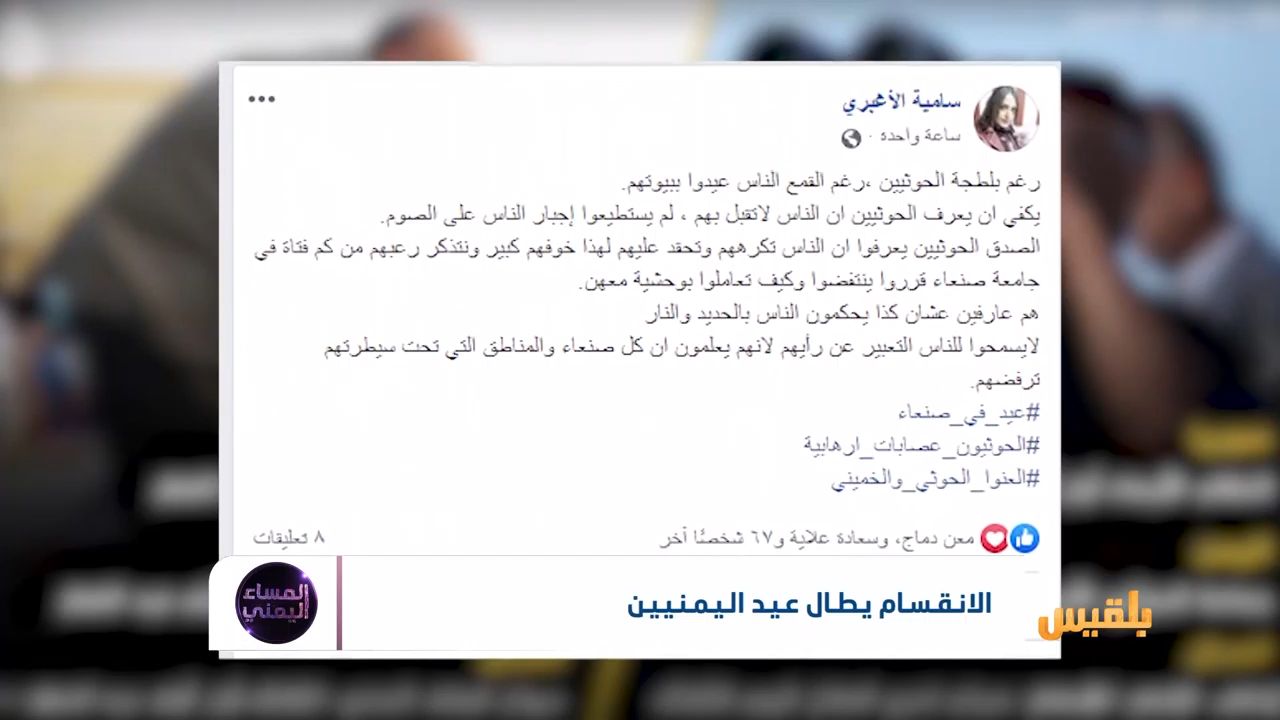 سامية الأغبري
ساعة واحدة ·
رغم بلطجة الحوثيين ،رغم القمع الناس عيدوا ببيوتهم.
يكفي ان يعرف الحوثيين ان الناس لاتقبل بهم ، لم يستطيعوا إجبار الناس على الصوم.
الصدق الحوثيين يعرفوا ان الناس تكرههم وتحقد عليهم لهذا خوفهم كبير ونتذكر رعبهم من كم فتاة في
جامعة صنعاء قرروا ينتفضوا وكيف تعاملوا بوحشية معهن.
هم عارفين عشان كذا يحكمون الناس بالحديد والنار
لايسمحوا للناس التعبير عن رأيهم لانهم يعلمون ان كل صنعاء والمناطق التي تحت سيطرتهم
ترفضهم.
#عيد_في_صنعاء
#الحوثيون_عصابات_ارهابية
#العنوا_الحوثي_والخميني
معن دماج، وسعادة علاية و٦٧ شخصًا آخر
٨ تعليقات
الانقسام يطال عيد اليمنيين
المساء
اليمني
بلقيس